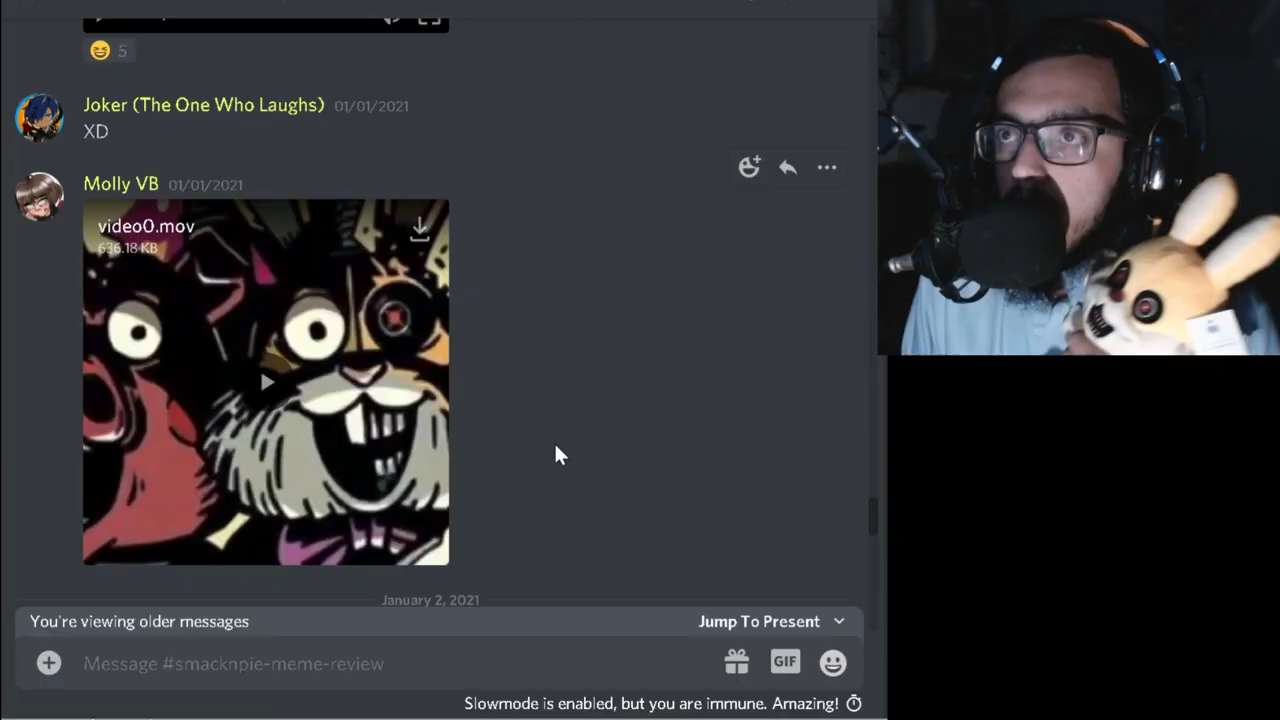 5
Joker (The One Who Laughs) 01/01/2021
XD
Molly VB 01/01/2021
video0.mov
636.18 KB
January 2, 2021
You're viewing older messages Jump To Present
Message #smacknpie-meme-review GIF
Slowmode is enabled, but you are immune. Amazing!